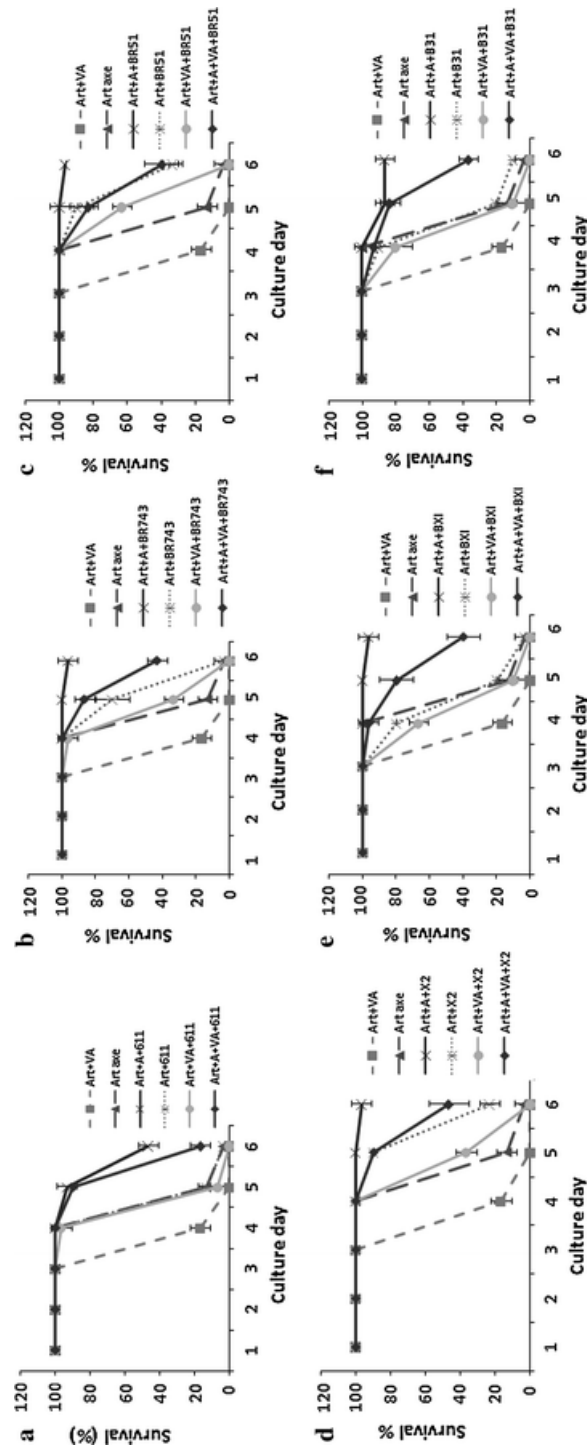 a
Survival (%)
120
100
80
60
40
20
0
1 2 3 4 5 6
Culture day
Art+VA
Art axe
Art+A+611
Art+611
Art+VA+611
Art+A+VA+611
b
Survival %
120
100
80
60
40
20
0
1 2 3 4 5 6
Culture day
Art+VA
Art axe
Art+A+BR743
Art+BR743
Art+VA+BR743
Art+A+VA+BR743
c
Survival %
120
100
80
60
40
20
0
1 2 3 4 5 6
Culture day
Art+VA
Art axe
Art+A+BR51
Art+BR51
Art+VA+BR51
Art+A+VA+BR51
d
Survival %
120
100
80
60
40
20
0
1 2 3 4 5 6
Culture day
Art+VA
Art axe
Art+A+X2
Art+X2
Art+VA+X2
Art+A+VA+X2
e
Survival %
120
100
80
60
40
20
0
1 2 3 4 5 6
Culture day
Art+VA
Art axe
Art+A+BXI
Art+BXI
Art+VA+BXI
Art+A+VA+BXI
f
Survival %
120
100
80
60
40
20
0
1 2 3 4 5 6
Culture day
Art+VA
Art axe
Art+A+B31
Art+B31
Art+VA+B31
Art+A+VA+B31